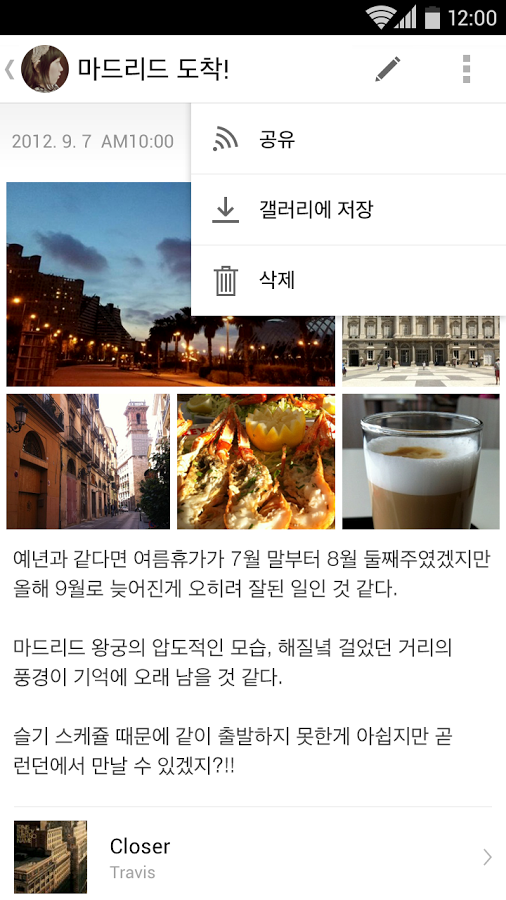 12:00
마드리드 도착!
2012. 9. 7 AM10:00
공유
갤러리에 저장
삭제
예년과 같다면 여름휴가가 7월 말부터 8월 둘째주였겠지만
올해 9월로 늦어진게 오히려 잘된 일인 것 같다.
마드리드 왕궁의 압도적인 모습, 해질녘 걸었던 거리의
풍경이 기억에 오래 남을 것 같다.
슬기 스케쥴 때문에 같이 출발하지 못한게 아쉽지만 곧
런던에서 만날 수 있겠지?!!
Closer
Travis